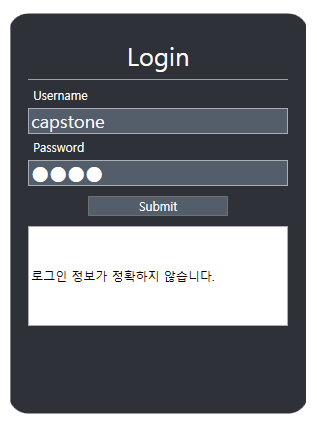 Login
Username
capstone
Password
●●●●
Submit
로그인 정보가 정확하지 않습니다.